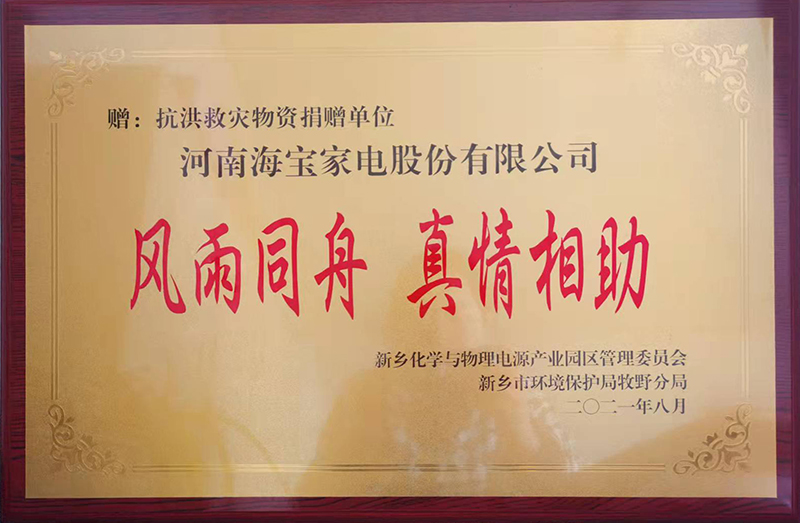 赠：抗洪救灾物资捐赠单位
河南海宝家电股份有限公司
风雨同舟 真情相助
新乡化学与物理电源产业园区管理委员会
新乡市环境保护局牧野分局
二〇二一年八月